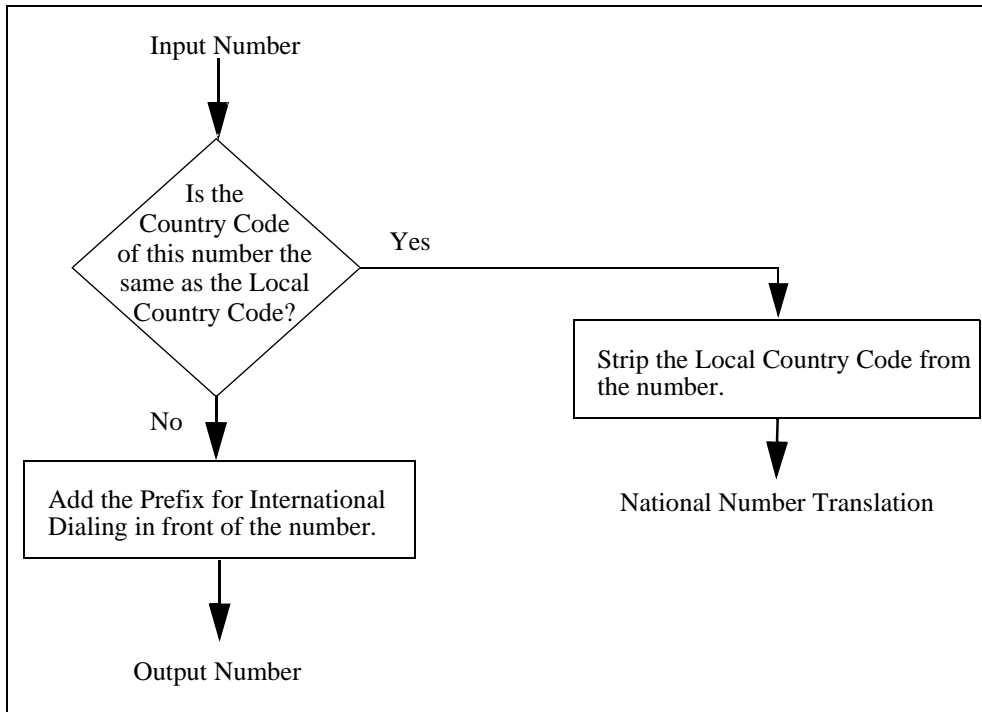 Input Number
Is the
Country Code
of this number the
same as the Local
Country Code?
Yes
Strip the Local Country Code from
the number.
National Number Translation
No
Add the Prefix for International
Dialing in front of the number.
Output Number